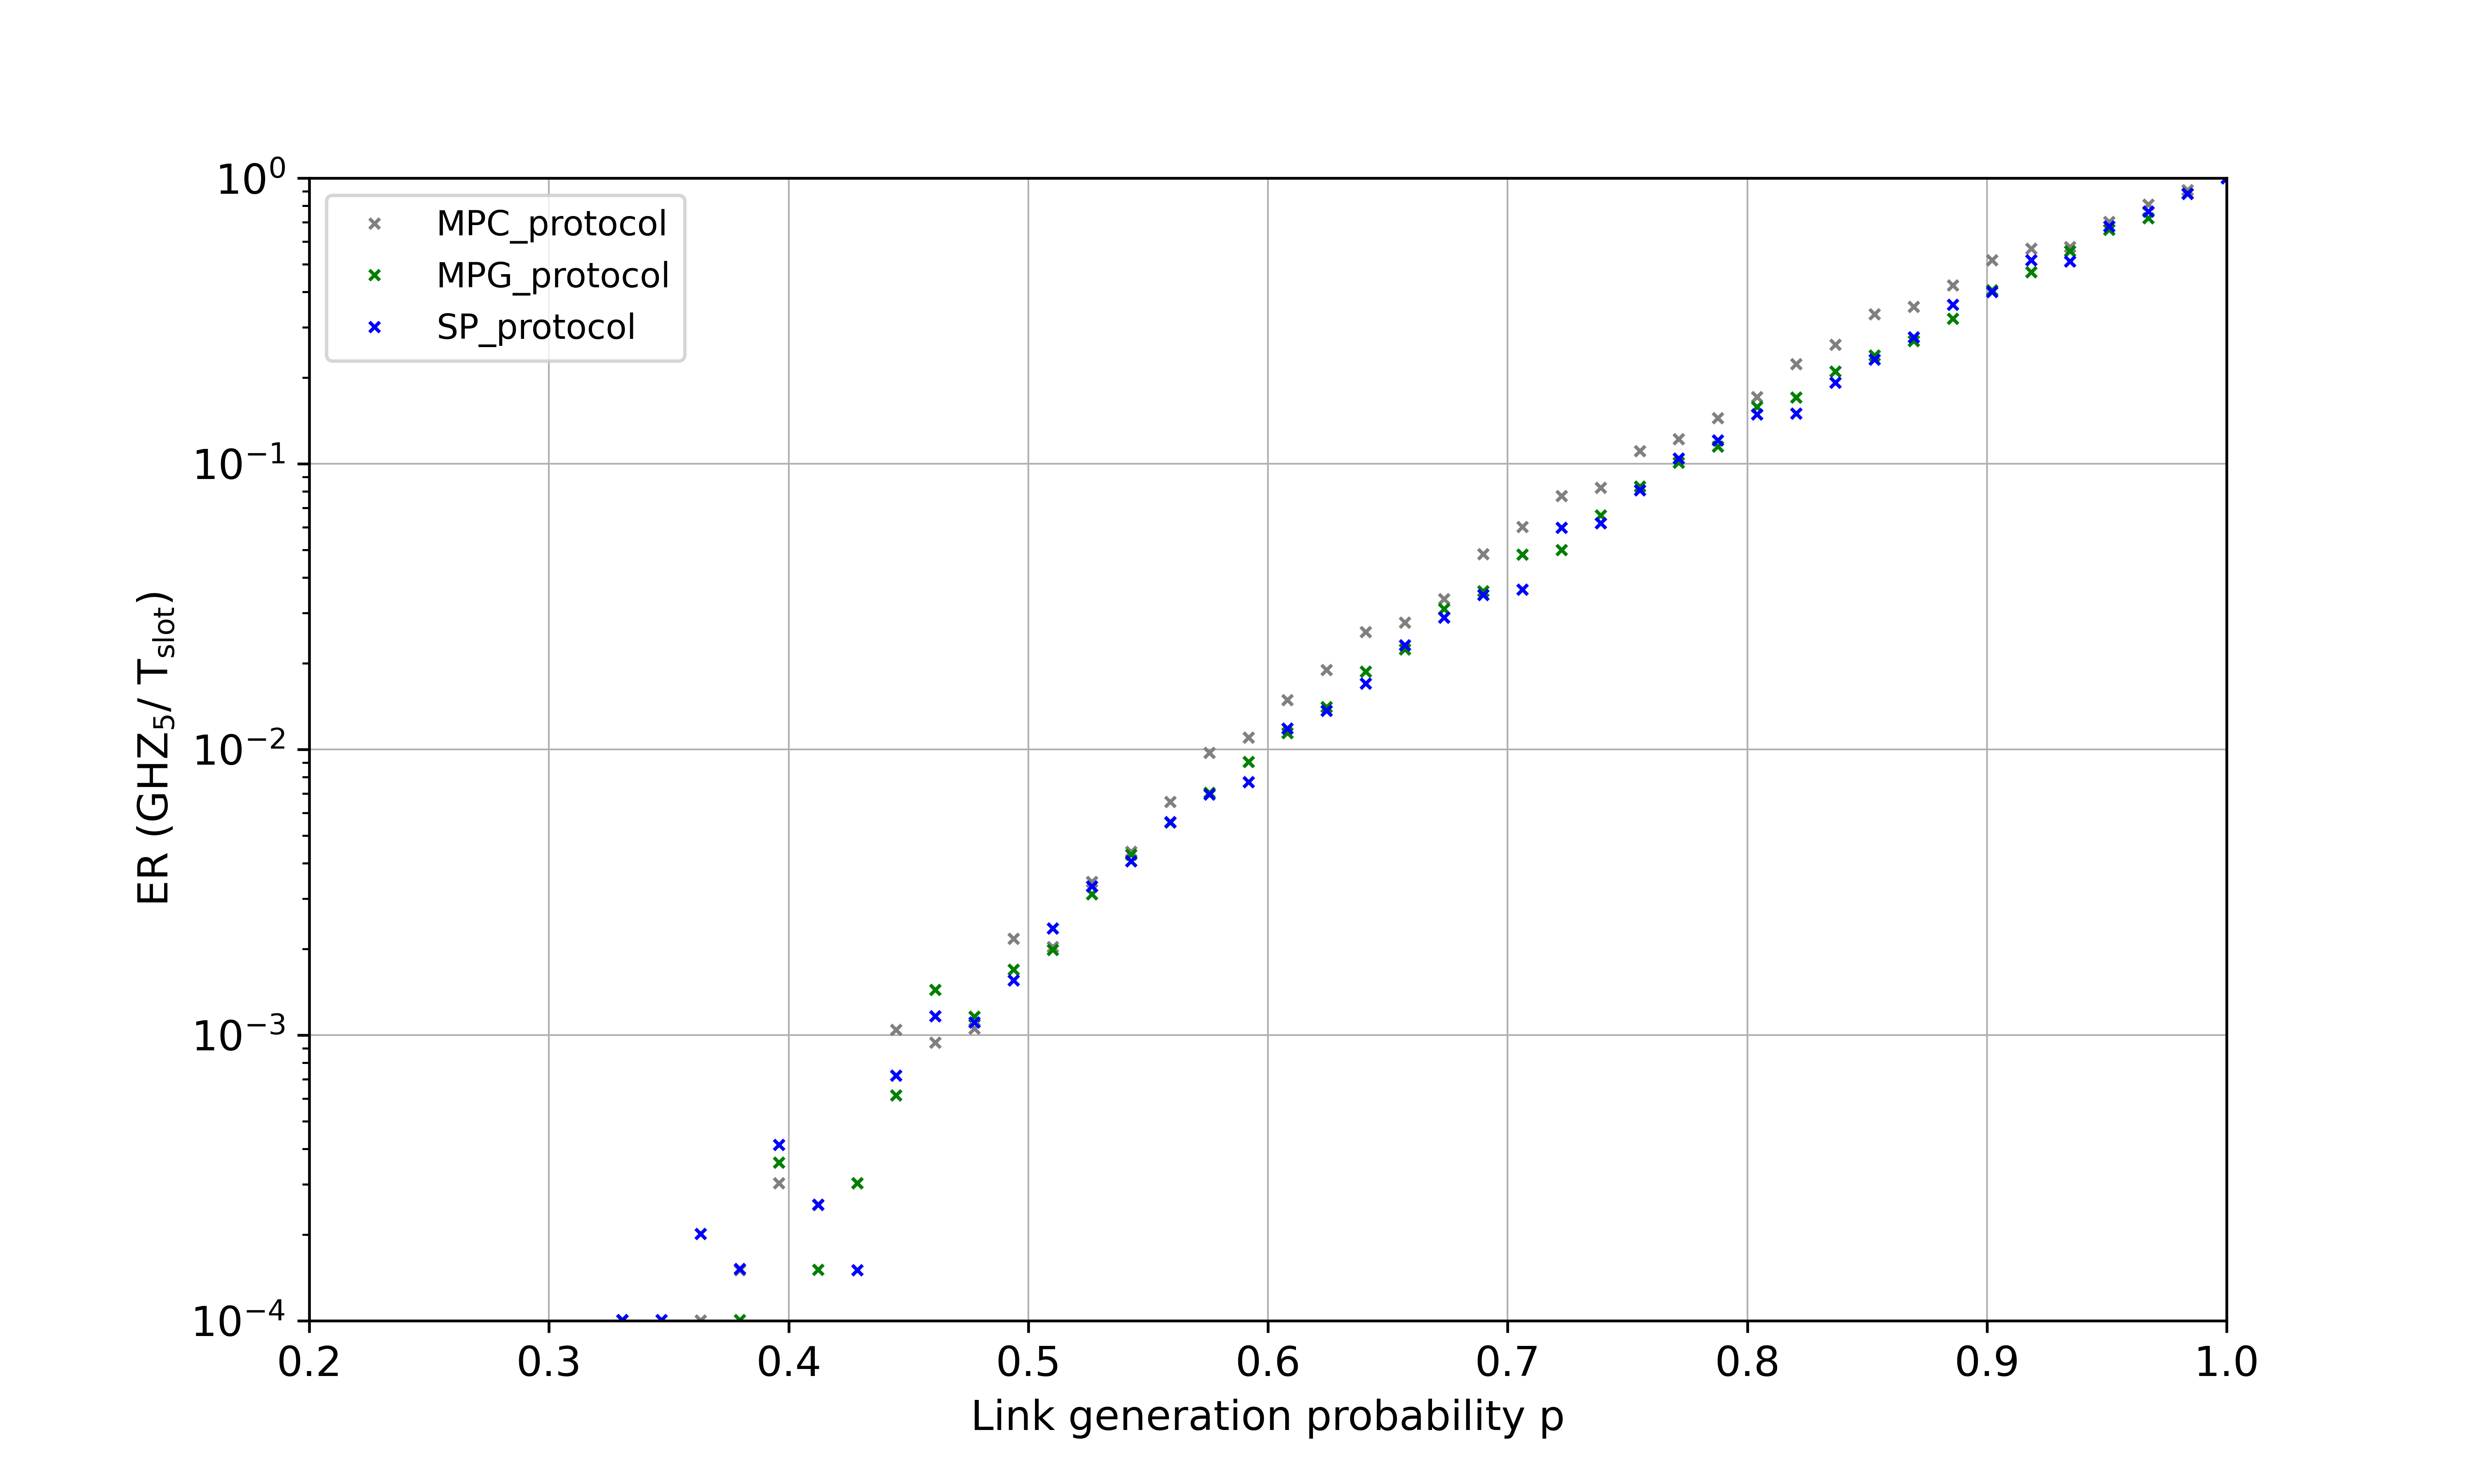 MPC_protocol
MPG_protocol
SP_protocol
10⁰
10⁻¹
10⁻²
10⁻³
10⁻⁴
ER (GHZ₅/ Tₛₗₒₜ)
0.2 0.3 0.4 0.5 0.6 0.7 0.8 0.9 1.0
Link generation probability p